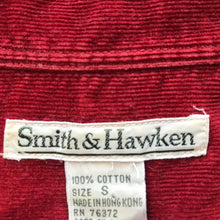 Smith & Hawken
100% COTTON
SIZE S
MADE IN HONG KONG
RN 76372